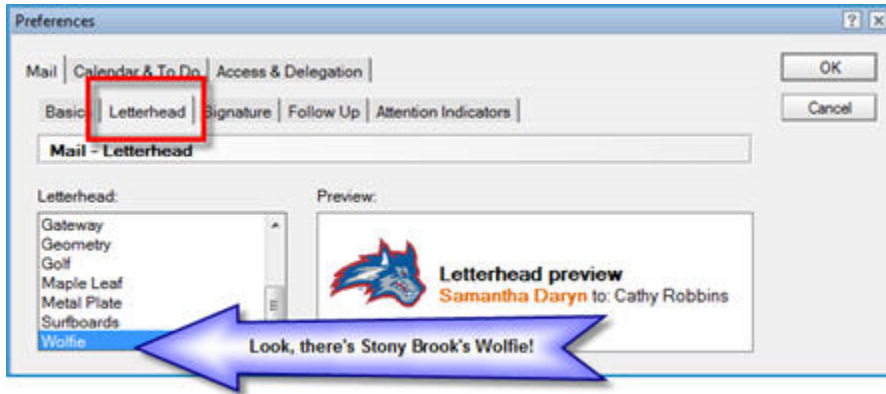 Preferences
Mail Calendar & To Do Access & Delegation
OK
Basics Letterhead Signature Follow Up Attention Indicators
Cancel
Mail - Letterhead
Letterhead:
Preview:
Gateway
Geometry
Golf
Maple Leaf
Metal Plate
Surfboards
Wolfie
Letterhead preview
Samantha Daryn to: Cathy Robbins
Look, there's Stony Brook's Wolfie!